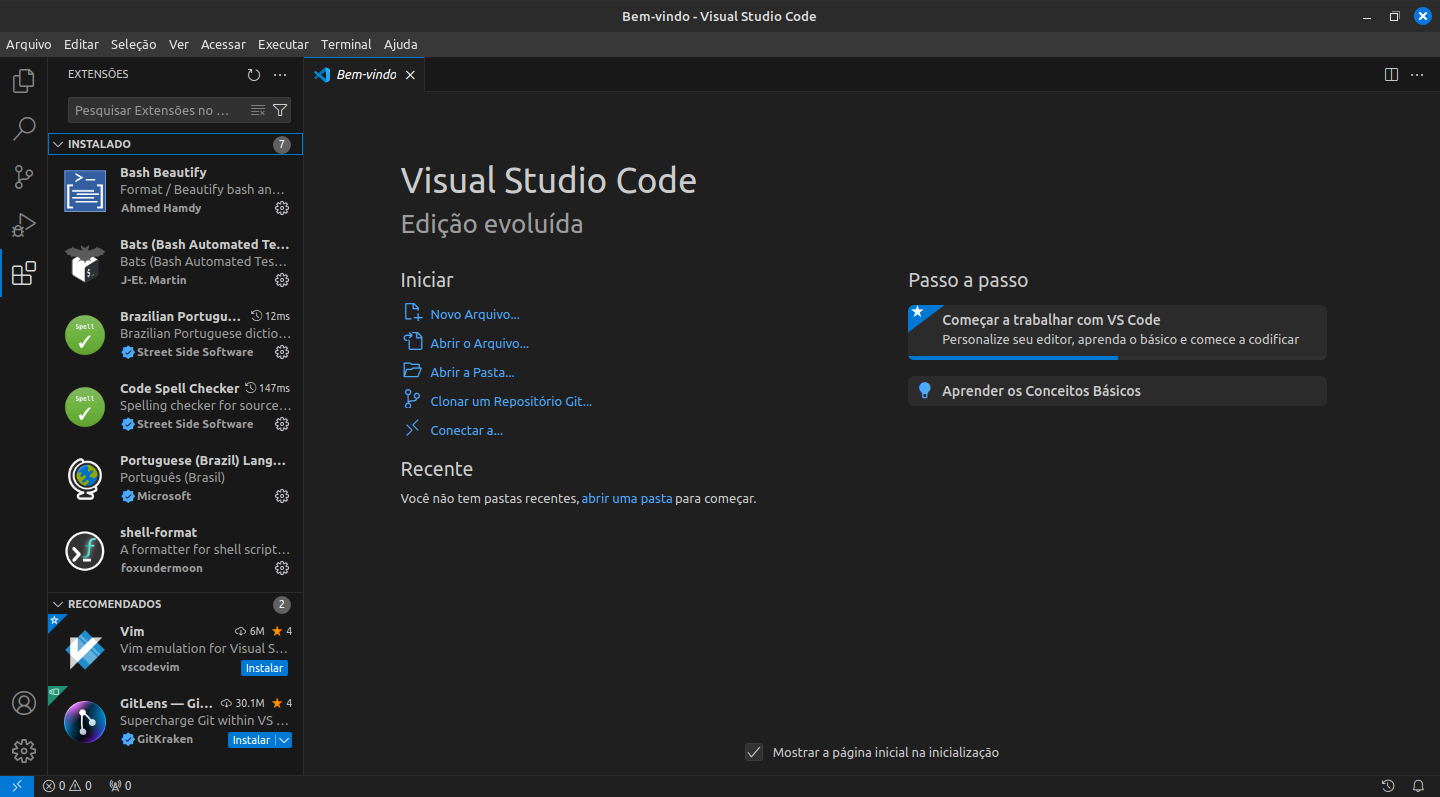 Bem-vindo - Visual Studio Code
Arquivo Editar Seleção Ver Acessar Executar Terminal Ajuda
EXTENSÕES
Pesquisar Extensões no ...
INSTALADO 7
Bash Beautify
Format / Beautify bash an...
Ahmed Hamdy
Bats (Bash Automated Te...
Bats (Bash Automated Tes...
J-Et. Martin
Spell
Brazilian Portugu... 12ms
Brazilian Portuguese dictio...
Street Side Software
Spell
Code Spell Checker 147ms
Spelling checker for source...
Street Side Software
Portuguese (Brazil) Lang...
Português (Brasil)
Microsoft
shell-format
A formatter for shell script...
foxundermoon
RECOMENDADOS 2
Vim 6M 4
Vim emulation for Visual S...
vscodevim Instalar
GitLens — Gi... 30.1M 4
Supercharge Git within VS ...
GitKraken Instalar
0 0 0
Bem-vindo
Visual Studio Code
Edição evoluída
Iniciar
Novo Arquivo...
Abrir o Arquivo...
Abrir a Pasta...
Clonar um Repositório Git...
Conectar a...
Recente
Você não tem pastas recentes, abrir uma pasta para começar.
Passo a passo
Começar a trabalhar com VS Code
Personalize seu editor, aprenda o básico e comece a codificar
Aprender os Conceitos Básicos
Mostrar a página inicial na inicialização